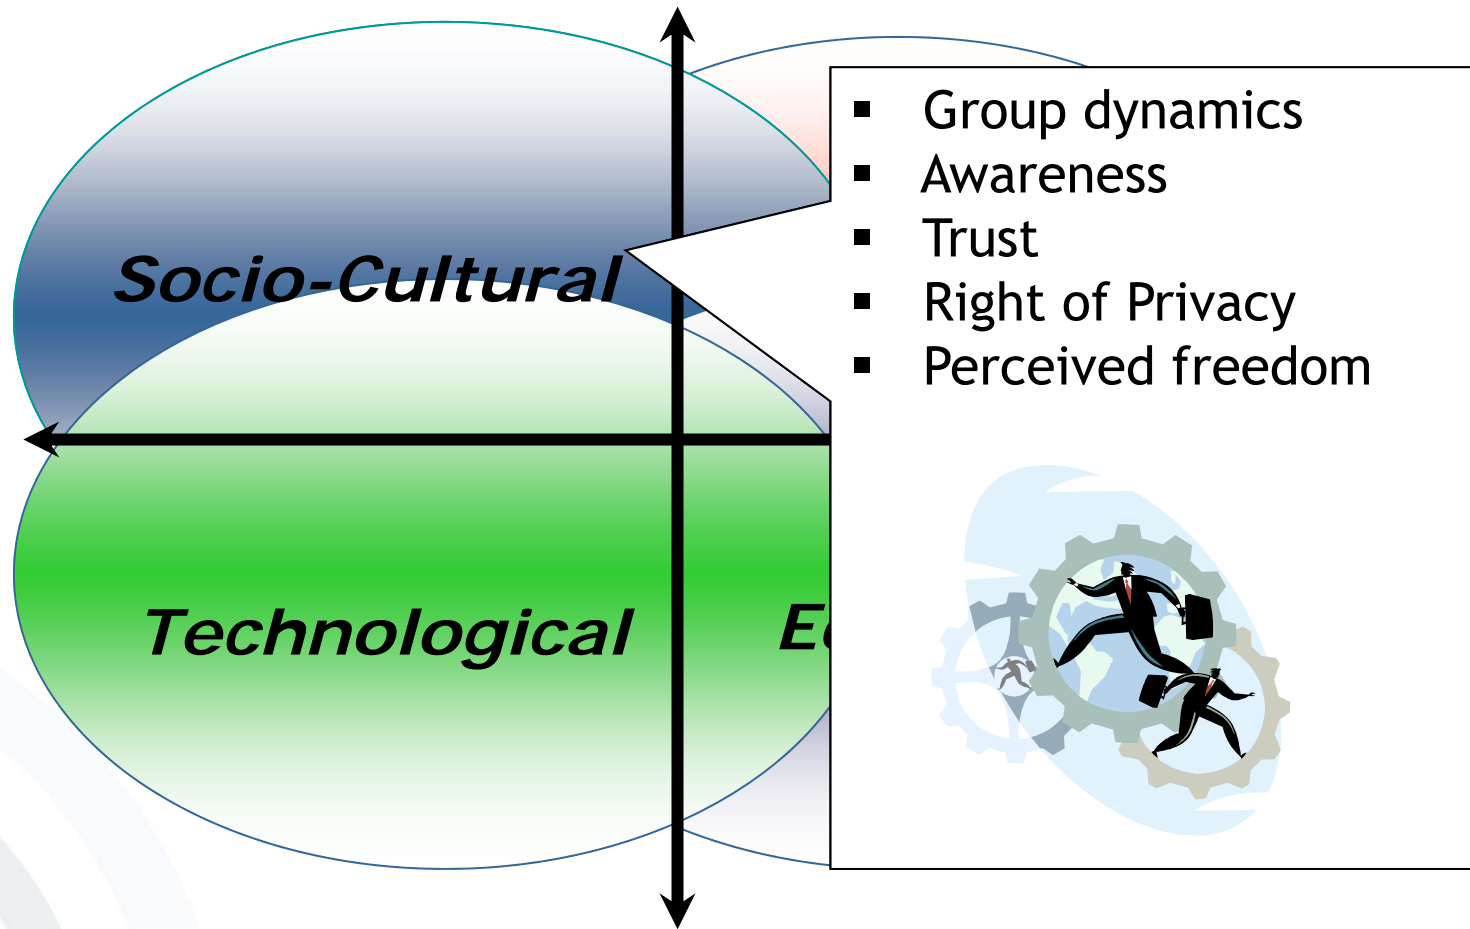 Group dynamics
Awareness
Trust
Right of Privacy
Perceived freedom
Socio-Cultural
Technological